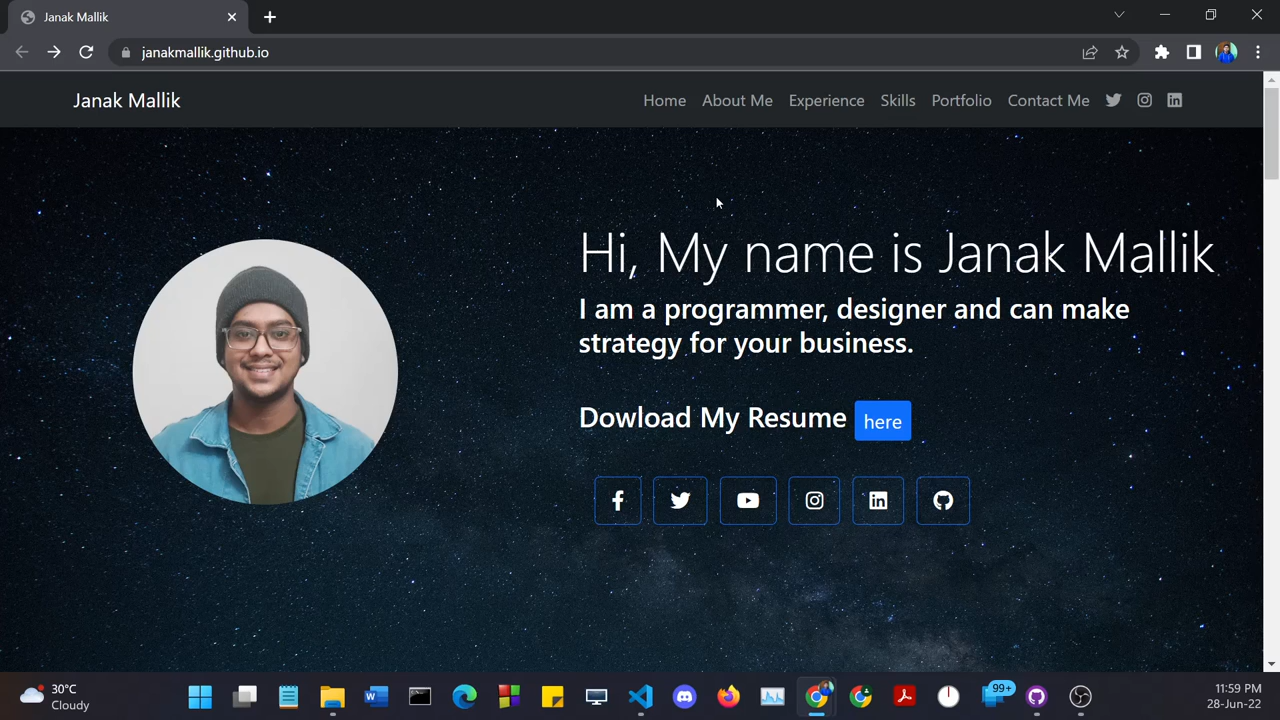 Janak Mallik
janakmallik.github.io
Janak Mallik
Home About Me Experience Skills Portfolio Contact Me
Hi, My name is Janak Mallik
I am a programmer, designer and can make
strategy for your business.
Dowload My Resume here
30°C
Cloudy
99+
11:59 PM
28-Jun-22